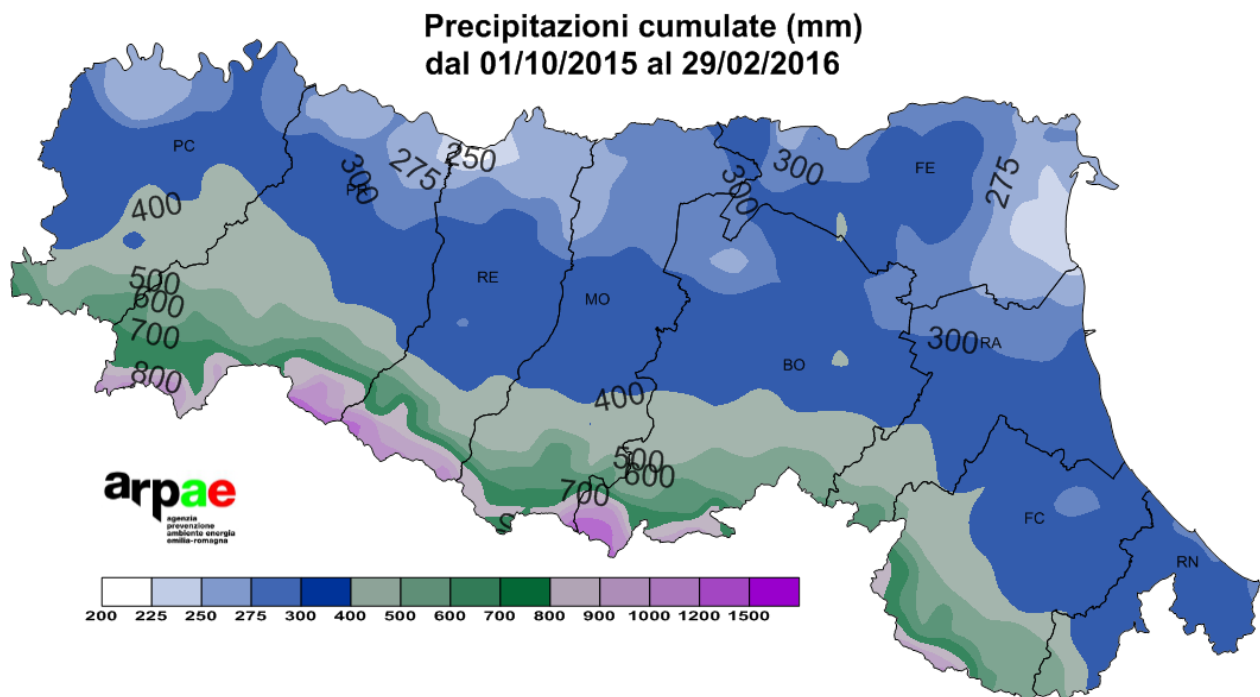 Precipitazioni cumulate (mm)
dal 01/10/2015 al 29/02/2016
PC
400
500
600
700
800
300
PR
275
250
RE
MO
300
300
FE
275
300
RA
BO
400
500
600
700
FC
RN
arpae
agenzia
prevenzione
ambiente energia
emilia-romagna
200 225 250 275 300 400 500 600 700 800 900 1000 1200 1500